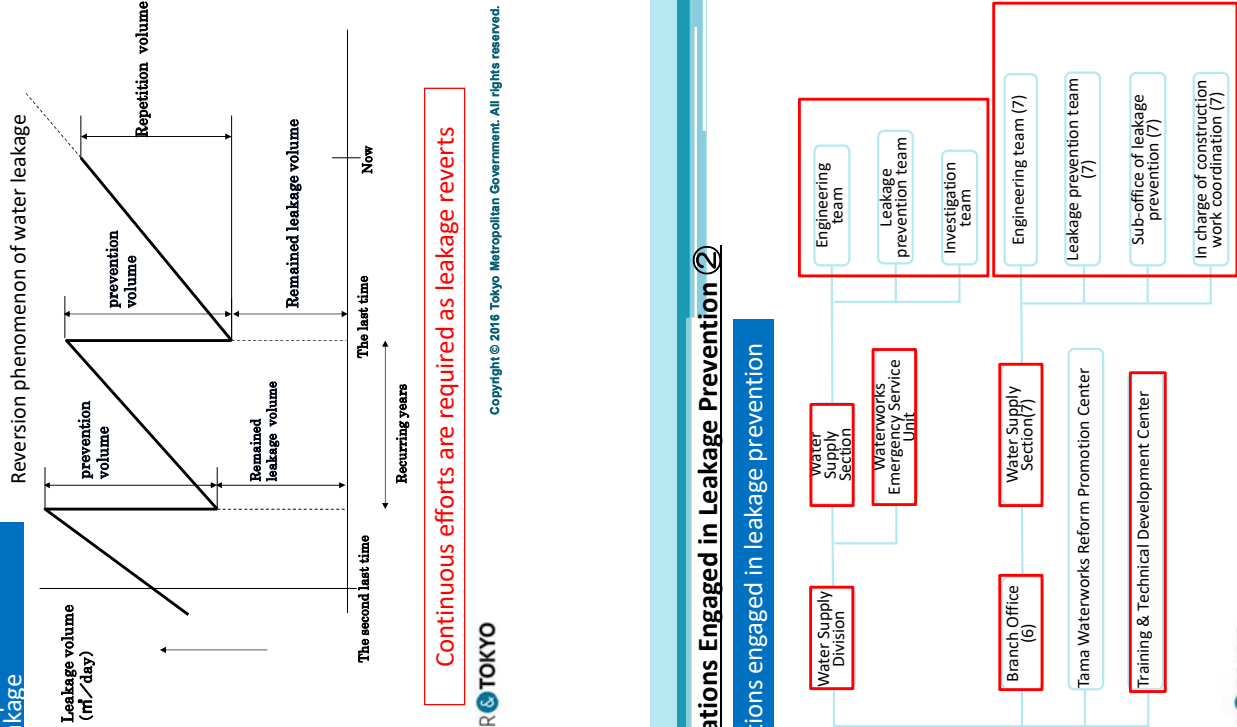 kage
Reversion phenomenon of water leakage
Leakage volume
(㎥／day)
prevention
volume
Remained
leakage volume
prevention
volume
Remained leakage volume
Repetition volume
The second last time
The last time
Now
Recurring years
Continuous efforts are required as leakage reverts
R & TOKYO
Copyright © 2016 Tokyo Metropolitan Government. All rights reserved.
ations Engaged in Leakage Prevention ②
tions engaged in leakage prevention
Water Supply
Division
Water
Supply
Section
Waterworks
Emergency Service
Unit
Engineering
team
Leakage
prevention team
Investigation
team
Branch Office
(6)
Water Supply
Section(7)
Engineering team (7)
Leakage prevention team
(7)
Sub-office of leakage
prevention (7)
In charge of construction
work coordination (7)
Tama Waterworks Reform Promotion Center
Training & Technical Development Center